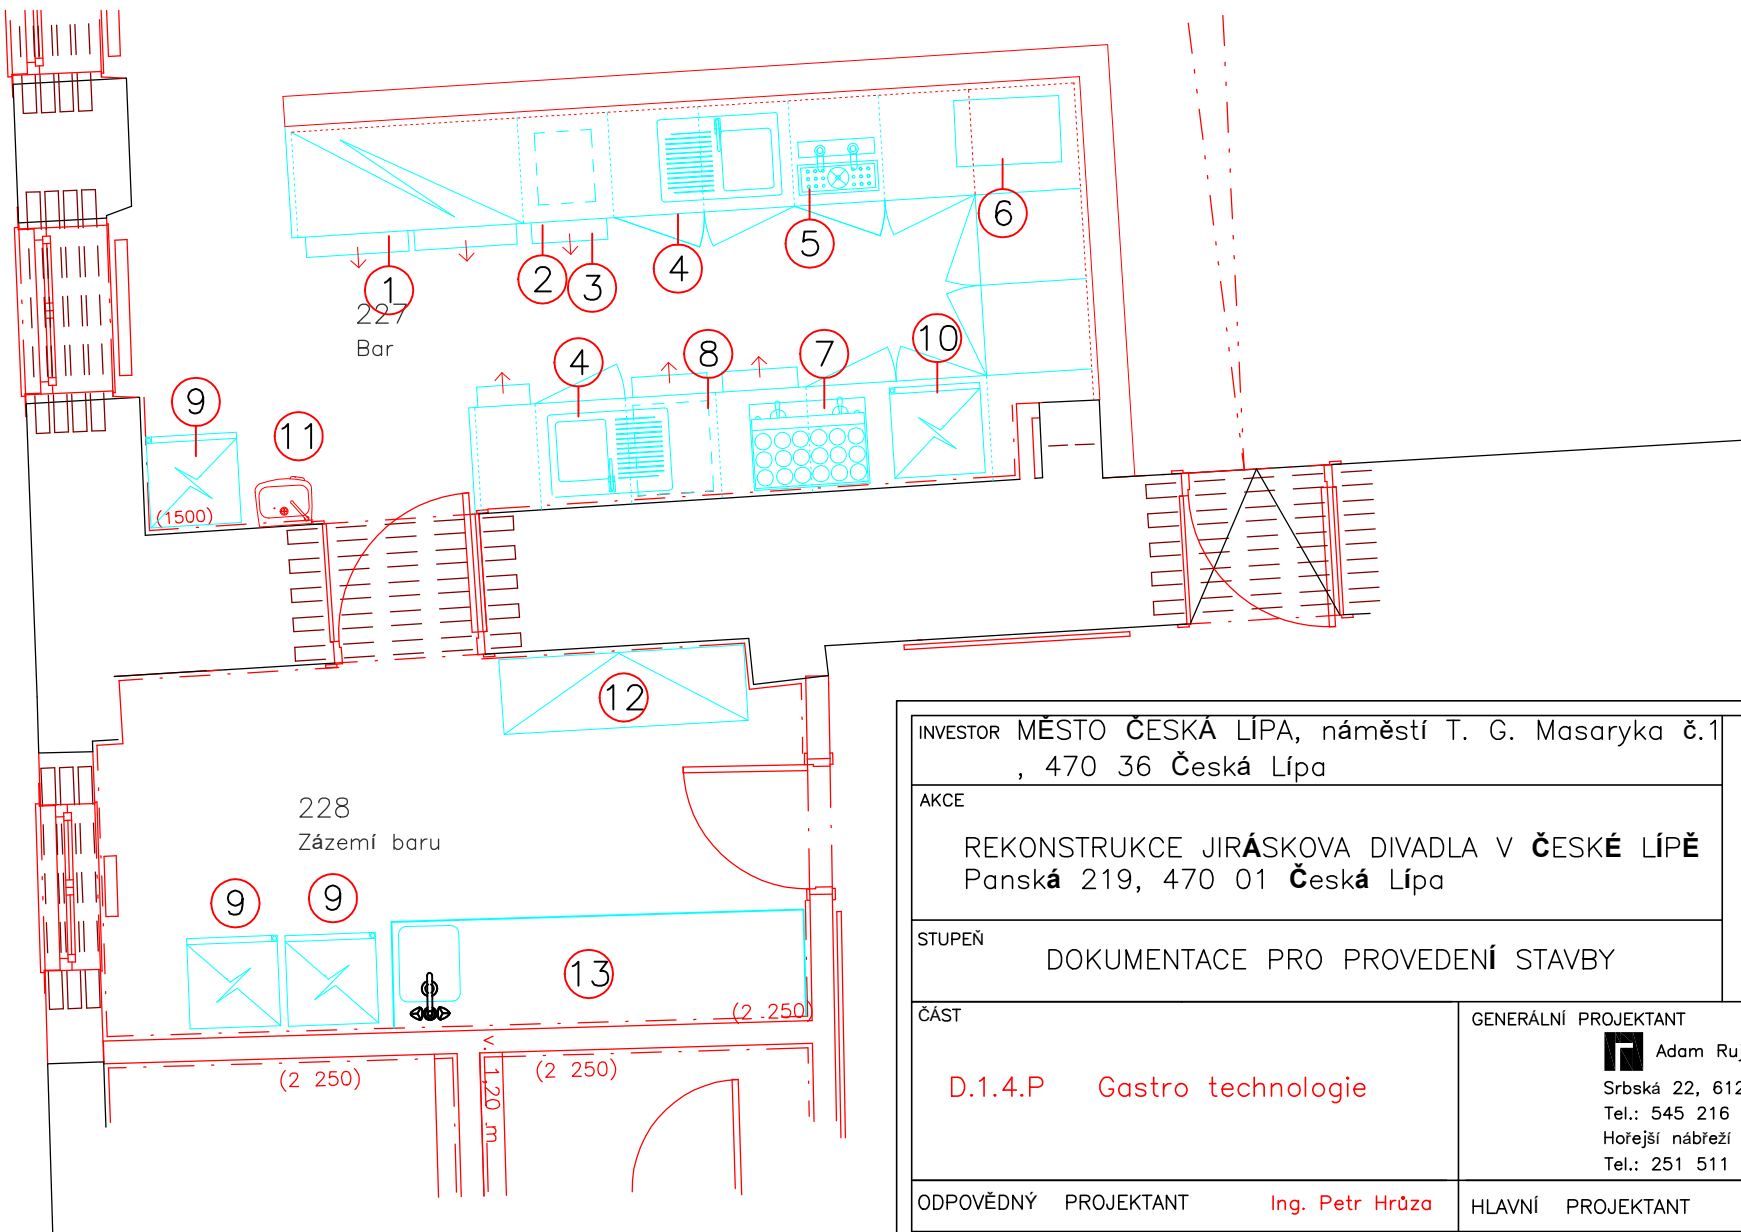 6
5
4
2
3
1
227
Bar
10
8
7
4
9
11
(1500)
12
228
Zázemí baru
9
9
13
(2 250)
v. 1,20 m
(2 250)
(2 250)
INVESTOR MĚSTO ČESKÁ LÍPA, náměstí T. G. Masaryka č.1
, 470 36 Česká Lípa
AKCE
REKONSTRUKCE JIRÁSKOVA DIVADLA V ČESKÉ LÍPĚ
Panská 219, 470 01 Česká Lípa
STUPEŇ
DOKUMENTACE PRO PROVEDENÍ STAVBY
ČÁST
D.1.4.P Gastro technologie
GENERÁLNÍ PROJEKTANT
Adam Ruj
Srbská 22, 612
Tel.: 545 216
Hořejší nábřeží
Tel.: 251 511
ODPOVĚDNÝ PROJEKTANT Ing. Petr Hrůza
HLAVNÍ PROJEKTANT